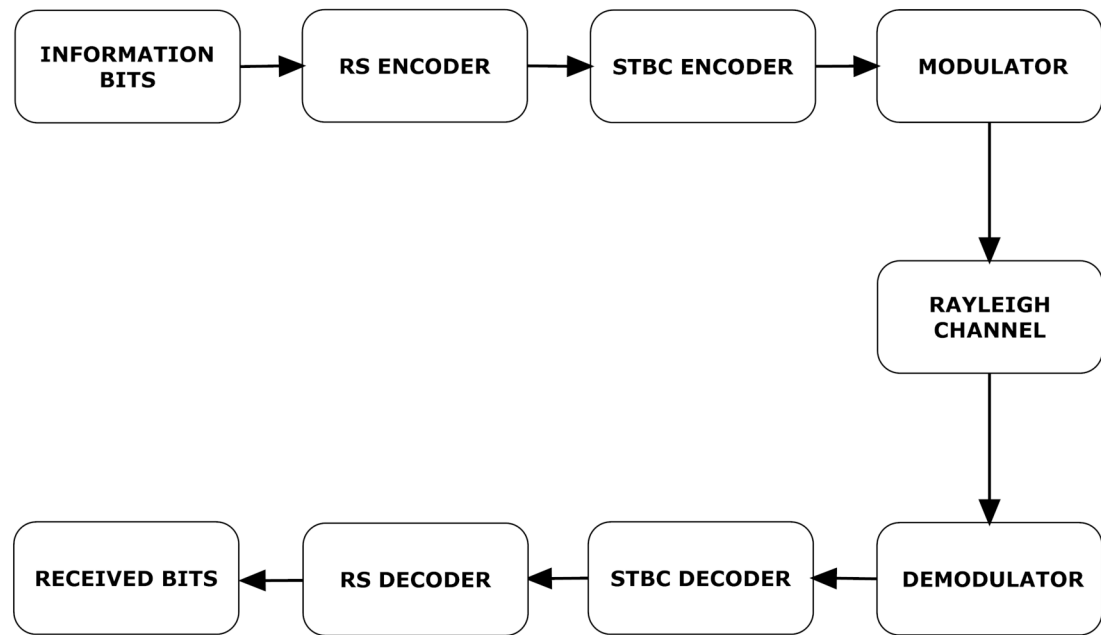 INFORMATION
BITS
RS ENCODER
STBC ENCODER
MODULATOR
RAYLEIGH
CHANNEL
RECEIVED BITS
RS DECODER
STBC DECODER
DEMODULATOR